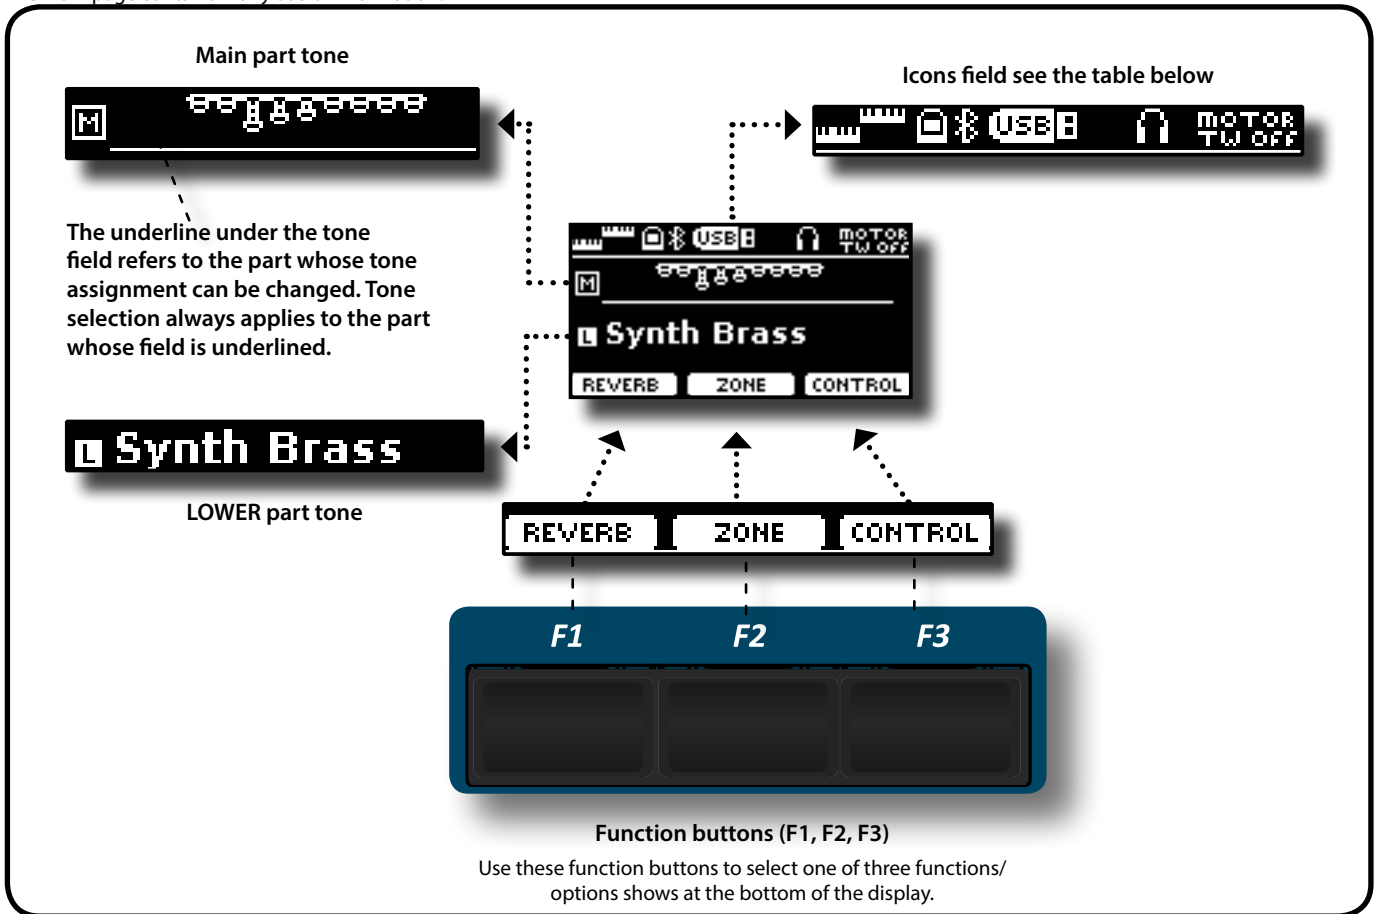 Main part tone
Icons field see the table below
M
USB
MOTOR
TW OFF
The underline under the tone
field refers to the part whose tone
assignment can be changed. Tone
selection always applies to the part
whose field is underlined.
USB
MOTOR
TW OFF
M
L Synth Brass
REVERB ZONE CONTROL
L Synth Brass
LOWER part tone
REVERB ZONE CONTROL
F1 F2 F3
Function buttons (F1, F2, F3)
Use these function buttons to select one of three functions/
options shows at the bottom of the display.